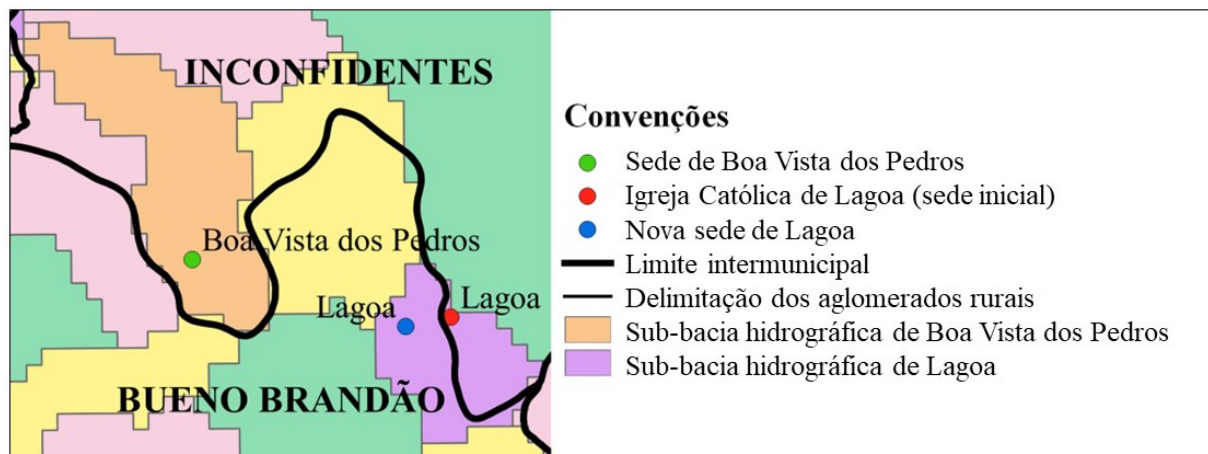 INCONFIDENTES
Boa Vista dos Pedros
Lagoa
Lagoa
BUENO BRANDÃO
Convenções
Sede de Boa Vista dos Pedros
Igreja Católica de Lagoa (sede inicial)
Nova sede de Lagoa
Limite intermunicipal
Delimitação dos aglomerados rurais
Sub-bacia hidrográfica de Boa Vista dos Pedros
Sub-bacia hidrográfica de Lagoa